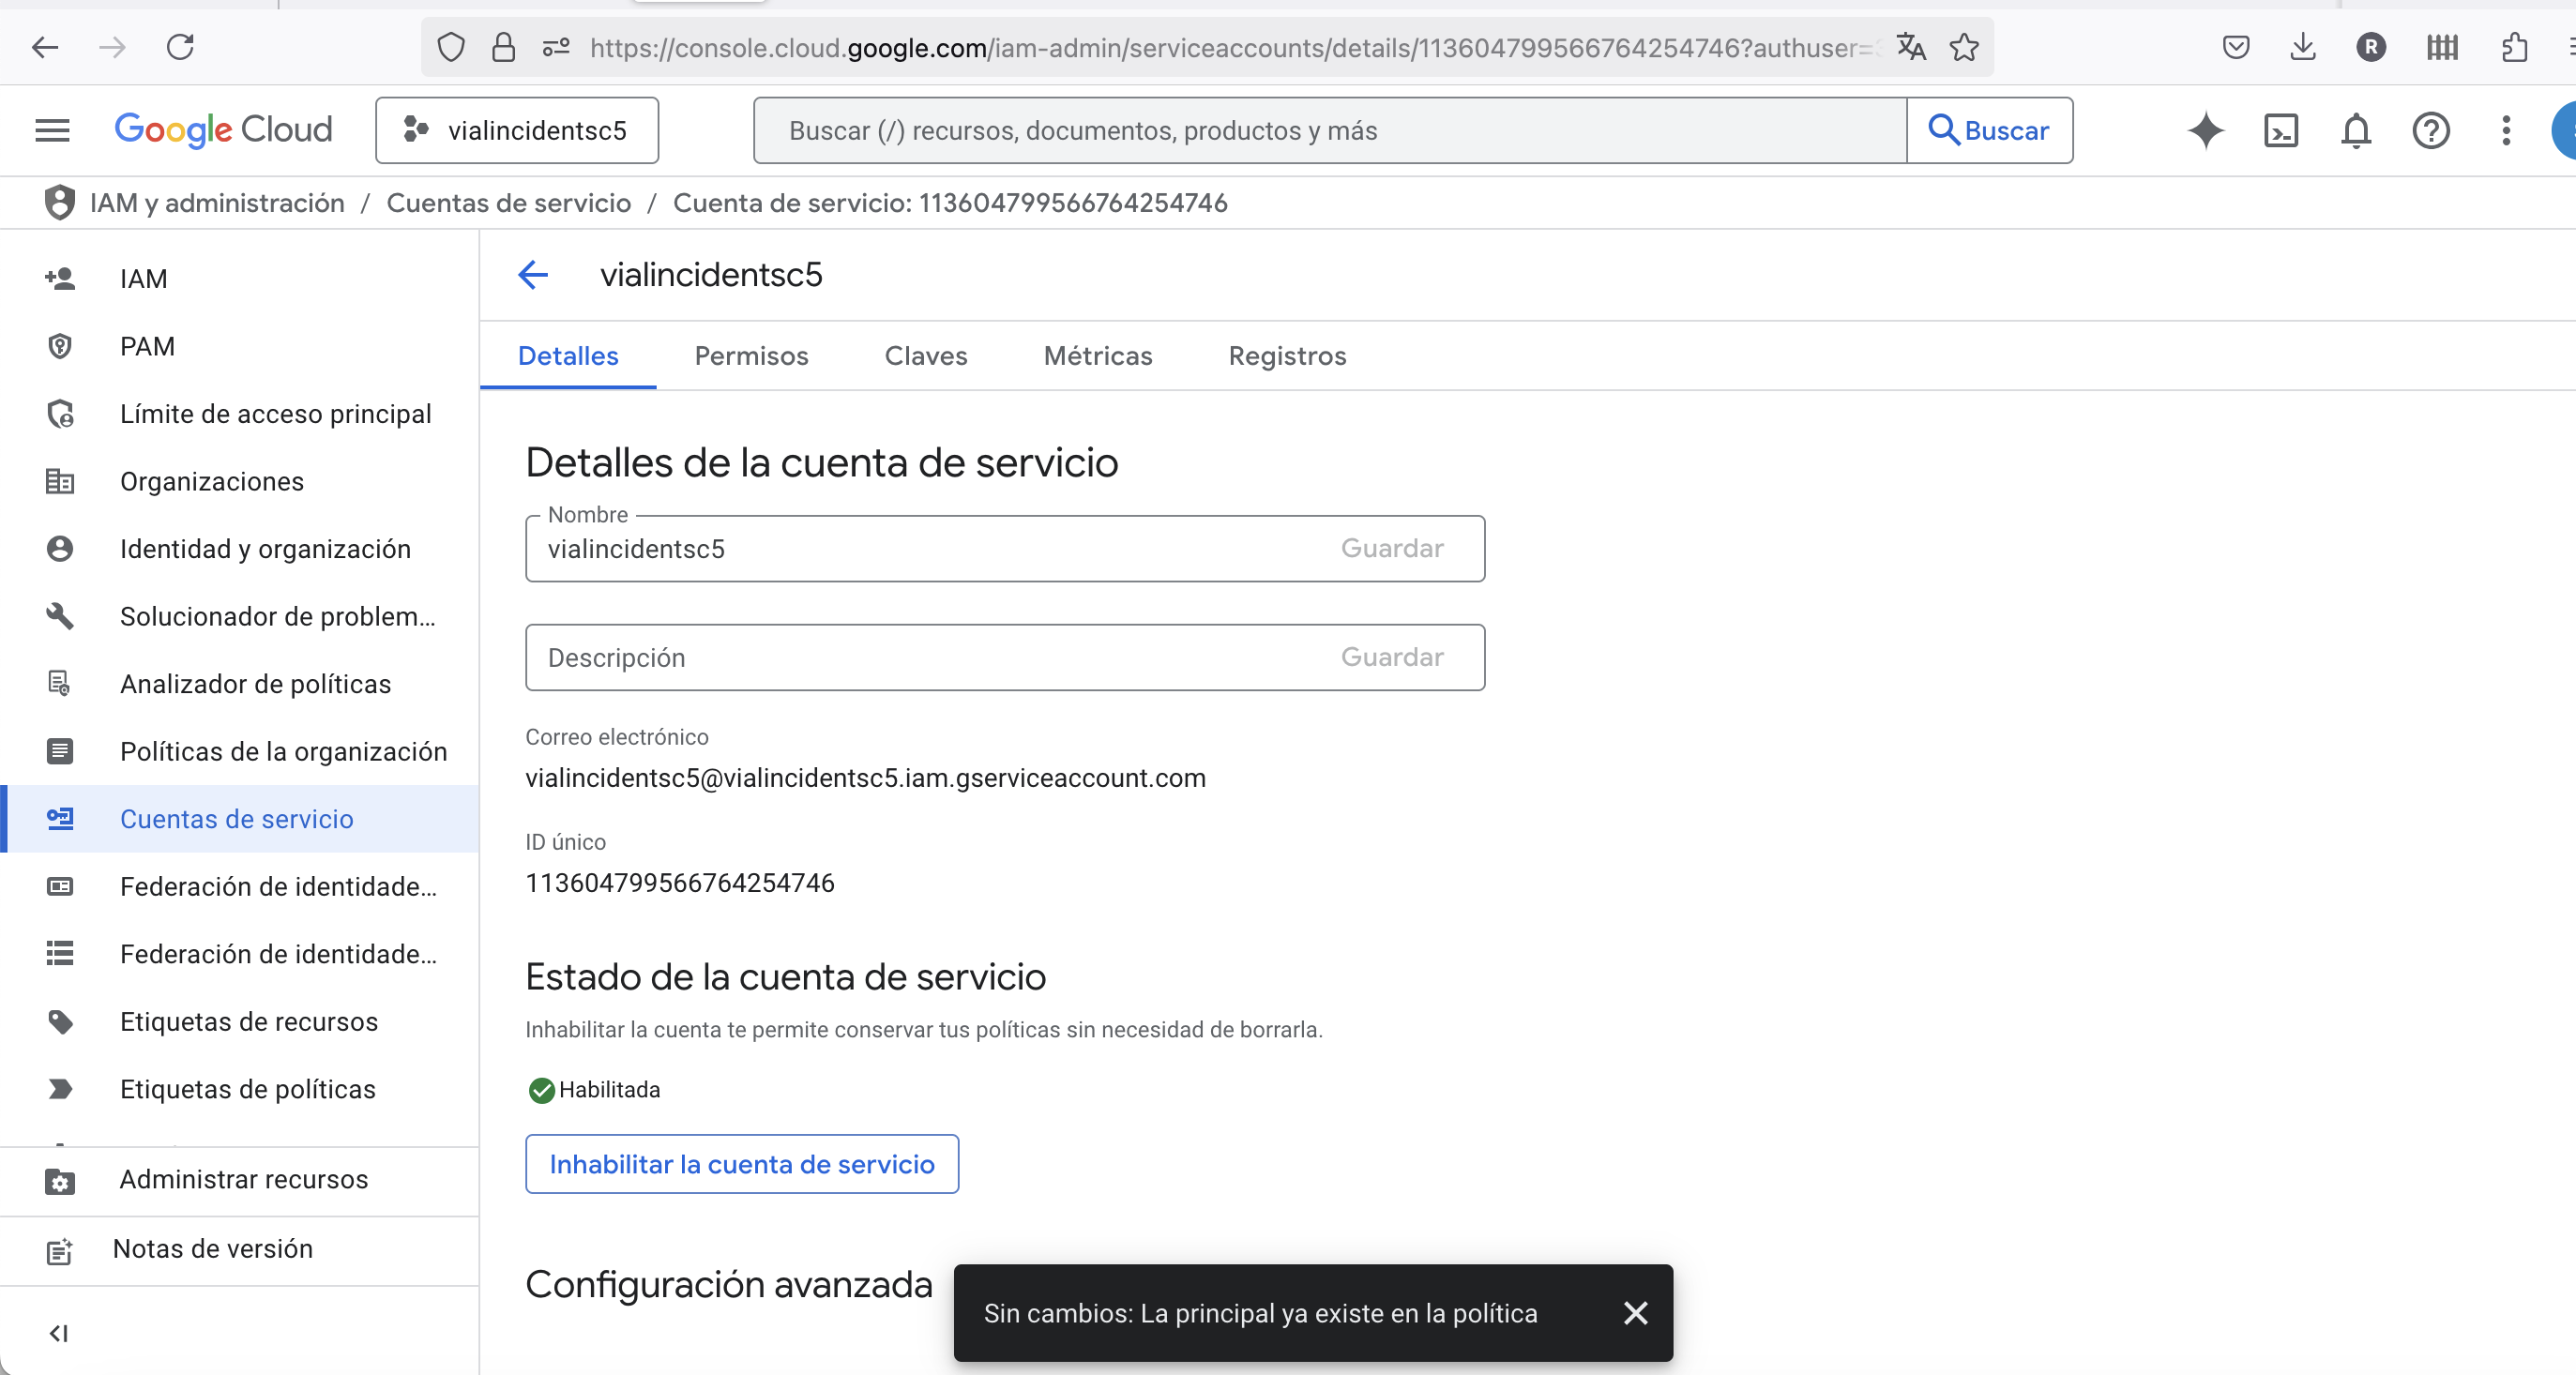 https://console.cloud.google.com/iam-admin/serviceaccounts/details/113604799566764254746?authuser=
R
Google Cloud
vialincidentsc5
Buscar (/) recursos, documentos, productos y más
Buscar
IAM y administración / Cuentas de servicio / Cuenta de servicio: 113604799566764254746
IAM
PAM
Límite de acceso principal
Organizaciones
Identidad y organización
Solucionador de problem...
Analizador de políticas
Políticas de la organización
Cuentas de servicio
Federación de identidade...
Federación de identidade...
Etiquetas de recursos
Etiquetas de políticas
Administrar recursos
Notas de versión
vialincidentsc5
Detalles Permisos Claves Métricas Registros
Detalles de la cuenta de servicio
Nombre
vialincidentsc5 Guardar
Descripción Guardar
Correo electrónico
vialincidentsc5@vialincidentsc5.iam.gserviceaccount.com
ID único
113604799566764254746
Estado de la cuenta de servicio
Inhabilitar la cuenta te permite conservar tus políticas sin necesidad de borrarla.
Habilitada
Inhabilitar la cuenta de servicio
Configuración avanzada
Sin cambios: La principal ya existe en la política